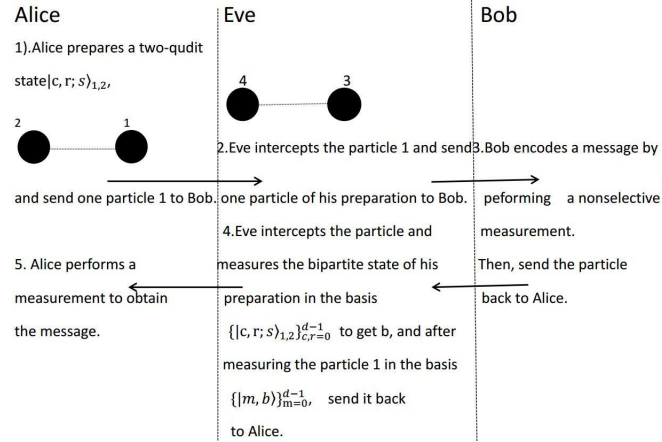 Alice
1).Alice prepares a two-qudit
state|c, r; s⟩₁,₂,
2
1
and send one particle 1 to Bob.
5. Alice performs a
measurement to obtain
the message.
Eve
4
3
2.Eve intercepts the particle 1 and send
one particle of his preparation to Bob.
4.Eve intercepts the particle and
measures the bipartite state of his
preparation in the basis
{|c, r; s⟩₁,₂}ᵈ⁻¹c,r=0 to get b, and after
measuring the particle 1 in the basis
{|m, b⟩}ᵈ⁻¹m=0, send it back
to Alice.
Bob
3.Bob encodes a message by
peforming a nonselective
measurement.
Then, send the particle
back to Alice.